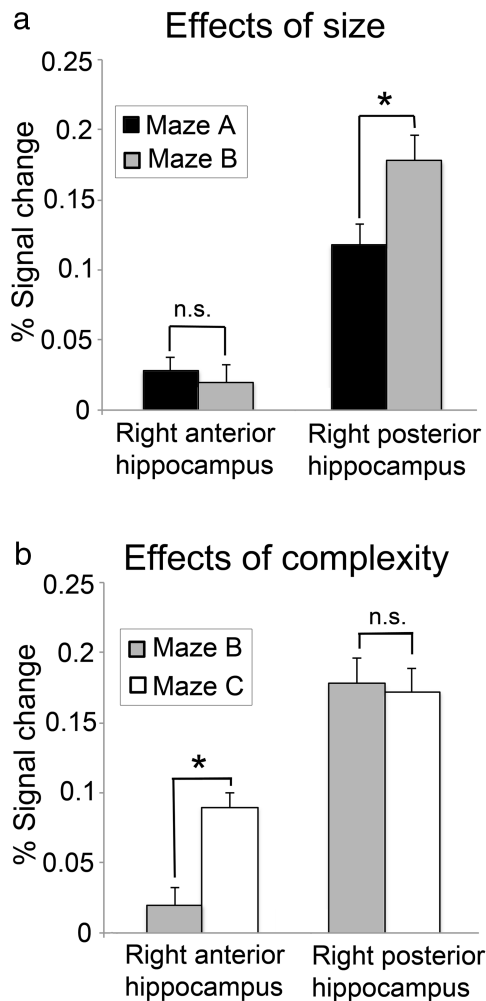 a
Effects of size
% Signal change
0.25
0.2
0.15
0.1
0.05
0
Maze A
Maze B
n.s.
*
Right anterior
hippocampus
Right posterior
hippocampus
b
Effects of complexity
% Signal change
0.25
0.2
0.15
0.1
0.05
0
Maze B
Maze C
*
n.s.
Right anterior
hippocampus
Right posterior
hippocampus